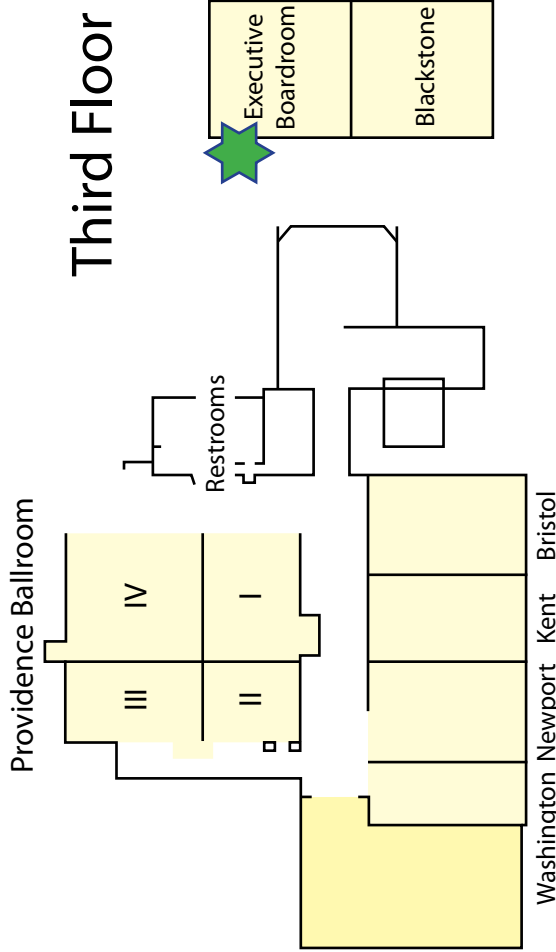 Third Floor
Providence Ballroom
III
IV
II
I
Restrooms
Executive
Boardroom
Blackstone
Washington
Newport
Kent
Bristol